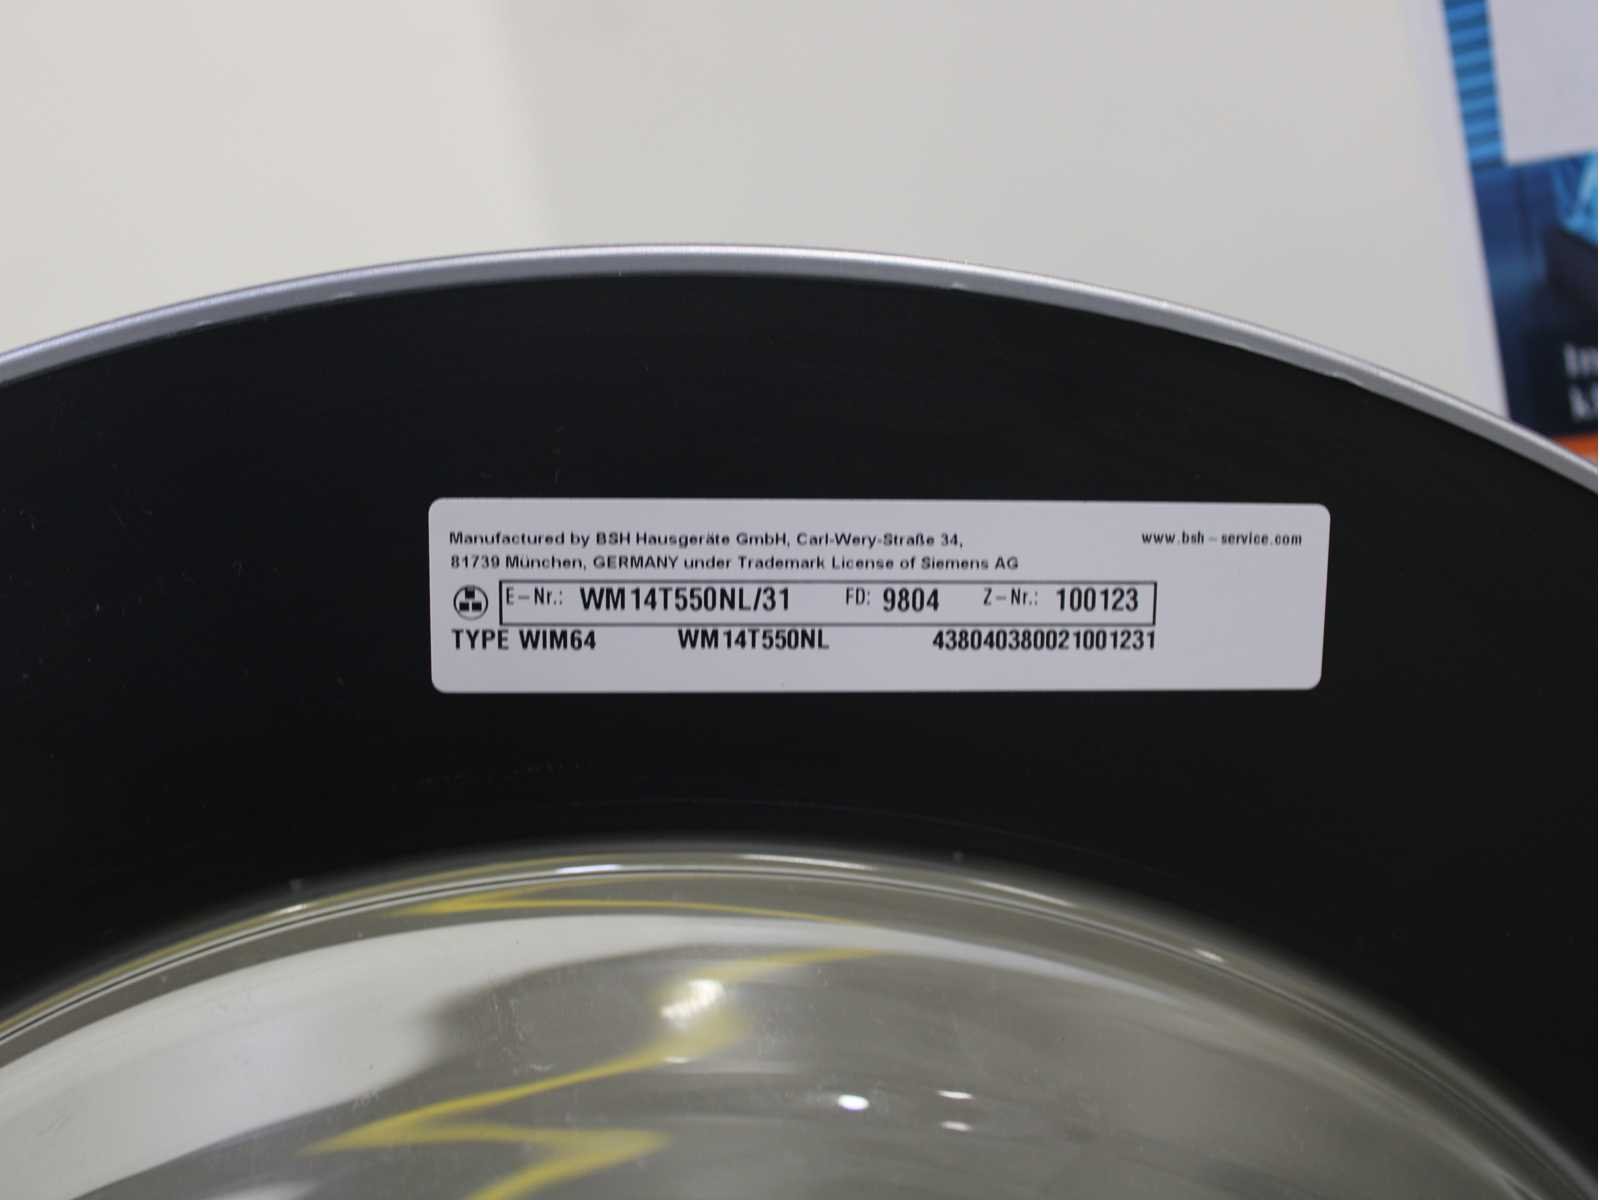 Manufactured by BSH Hausgeräte GmbH, Carl-Wery-Straße 34,
www.bsh-service.com
81739 München, GERMANY under Trademark License of Siemens AG
E-Nr.: WM14T550NL/31 FD: 9804 Z-Nr.: 100123
TYPE WIM64 WM14T550NL 438040380021001231